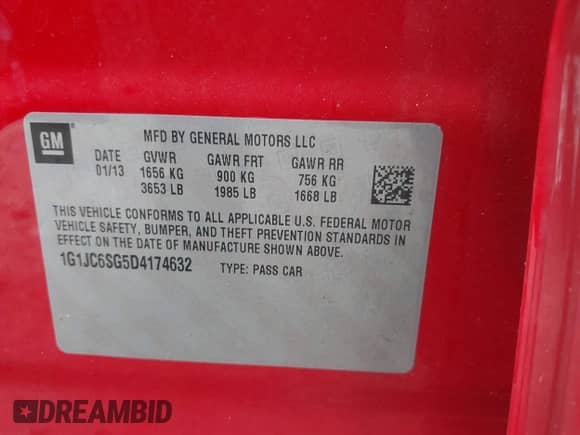 GM
MFD BY GENERAL MOTORS LLC
DATE GVWR GAWR FRT GAWR RR
01/13 1656 KG 900 KG 756 KG
3653 LB 1985 LB 1668 LB
THIS VEHICLE CONFORMS TO ALL APPLICABLE U.S. FEDERAL MOTOR
VEHICLE SAFETY, BUMPER, AND THEFT PREVENTION STANDARDS IN
EFFECT ON THE DATE OF MANUFACTURE SHOWN ABOVE.
1G1JC6SG5D4174632 TYPE: PASS CAR
DREAMBID